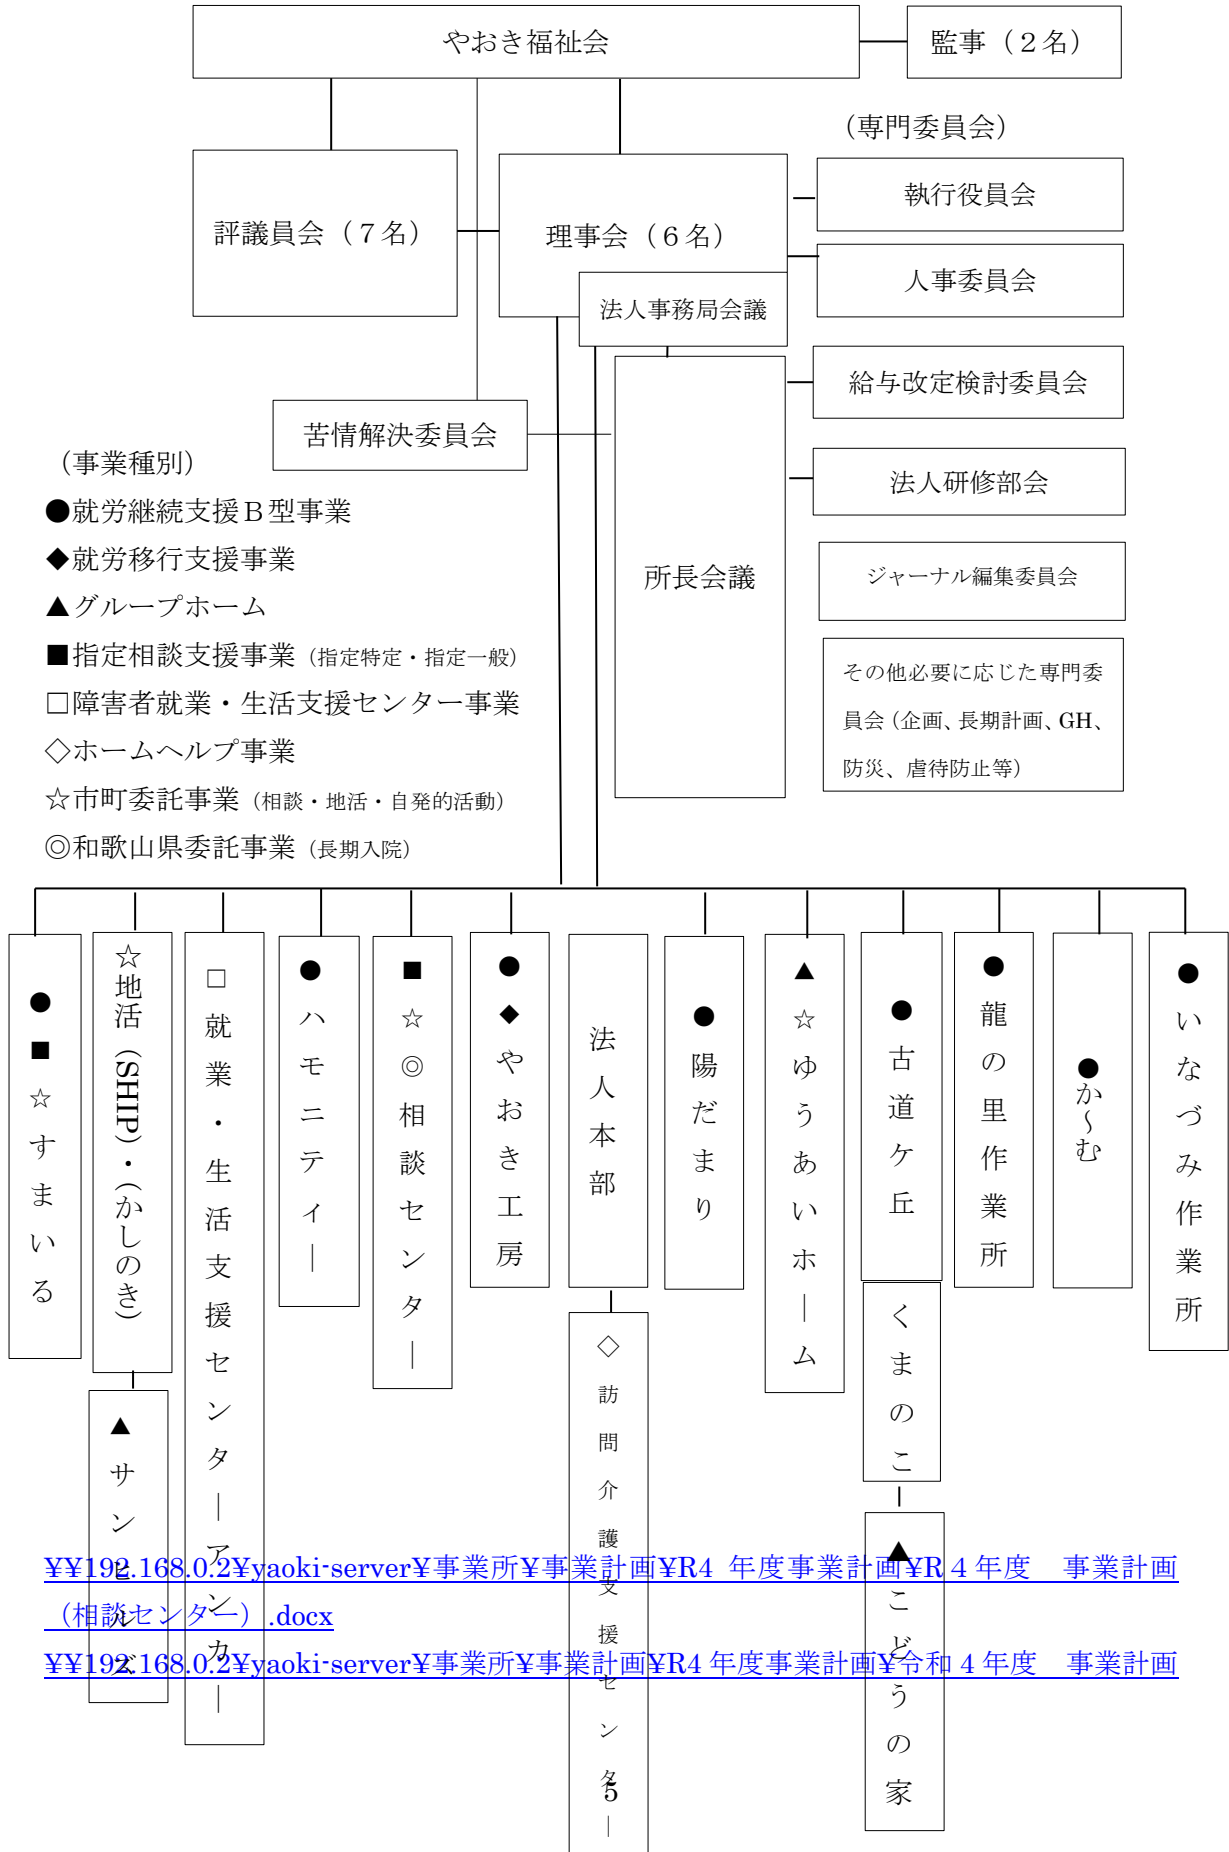 やおき福祉会
監事（２名）
（専門委員会）
評議員会（７名）
理事会（６名）
執行役員会
人事委員会
法人事務局会議
給与改定検討委員会
苦情解決委員会
法人研修部会
所長会議
ジャーナル編集委員会
その他必要に応じた専門委
員会（企画、長期計画、GH、
防災、虐待防止等）
（事業種別）
●就労継続支援Ｂ型事業
◆就労移行支援事業
▲グループホーム
■指定相談支援事業（指定特定・指定一般）
□障害者就業・生活支援センター事業
◇ホームヘルプ事業
☆市町委託事業（相談・地活・自発的活動）
◎和歌山県委託事業（長期入院）
●■☆すまいる
☆地活（SHIP）・（かしのき）
▲サンヒルズ
□就業・生活支援センターアンカー
●ハモニティー
■☆◎相談センター
●◆やおき工房
法人本部
◇訪問介護支援センター
●陽だまり
▲☆ゆうあいホーム
●古道ケ丘
くまのこ
▲こどうの家
●龍の里作業所
●か～む
●いなづみ作業所
¥¥192.168.0.2¥yaoki-server¥事業所¥事業計画¥R4 年度事業計画¥R４年度　事業計画
（相談センター）.docx
¥¥192.168.0.2¥yaoki-server¥事業所¥事業計画¥R4 年度事業計画¥令和４年度　事業計画
5